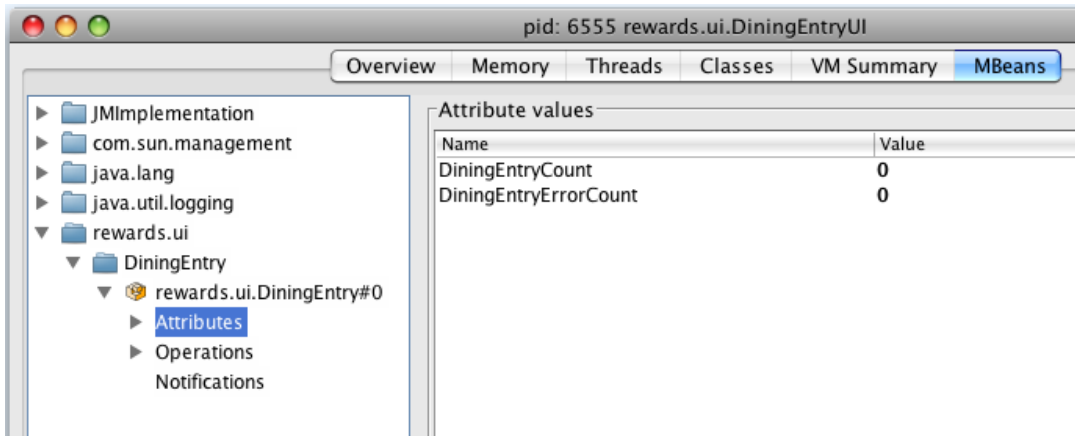 pid: 6555 rewards.ui.DiningEntryUI
Overview Memory Threads Classes VM Summary MBeans
JMImplementation
com.sun.management
java.lang
java.util.logging
rewards.ui
DiningEntry
rewards.ui.DiningEntry#0
Attributes
Operations
Notifications
Attribute values
Name Value
DiningEntryCount 0
DiningEntryErrorCount 0